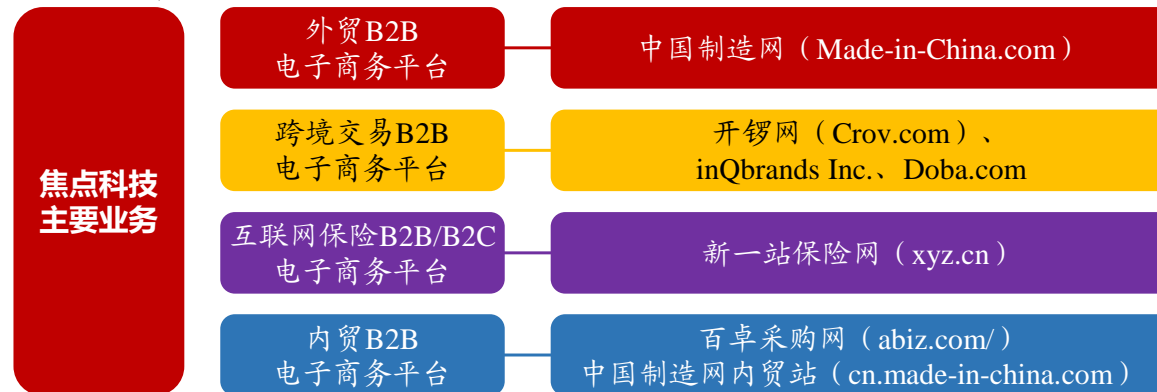 焦点科技
主要业务
外贸B2B
电子商务平台
中国制造网（Made-in-China.com）
跨境交易B2B
电子商务平台
开锣网（Crov.com）、
inQbrands Inc.、Doba.com
互联网保险B2B/B2C
电子商务平台
新一站保险网（xyz.cn）
内贸B2B
电子商务平台
百卓采购网（abiz.com/）
中国制造网内贸站（cn.made-in-china.com）